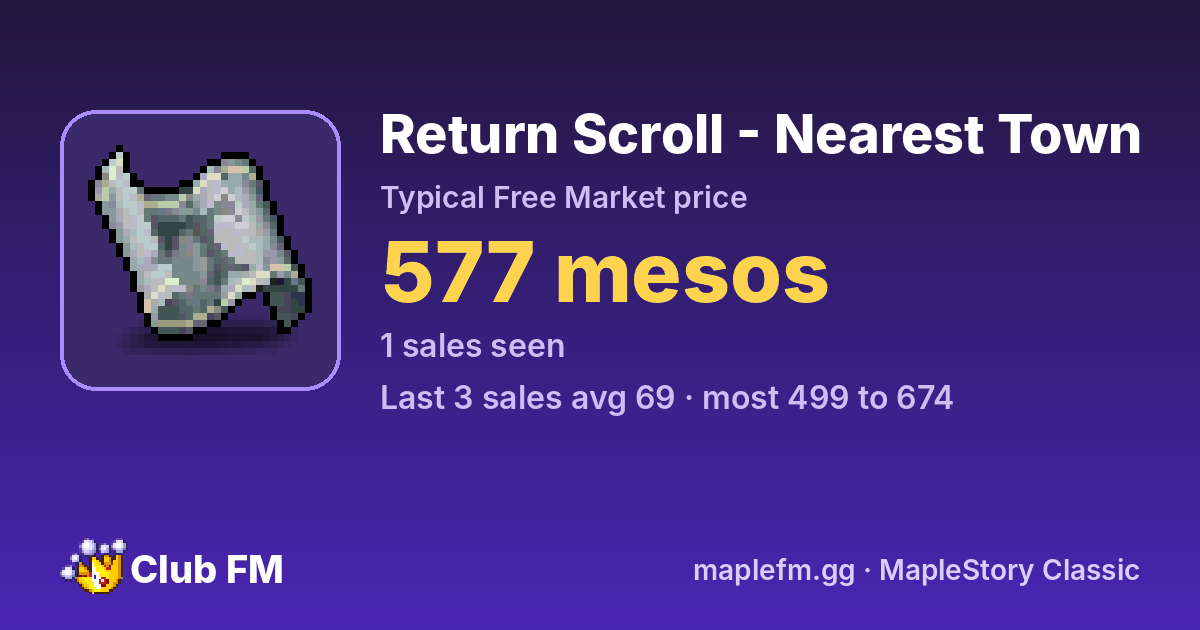 Return Scroll - Nearest Town
Typical Free Market price
577 mesos
1 sales seen
Last 3 sales avg 69 · most 499 to 674
Club FM
maplefm.gg · MapleStory Classic